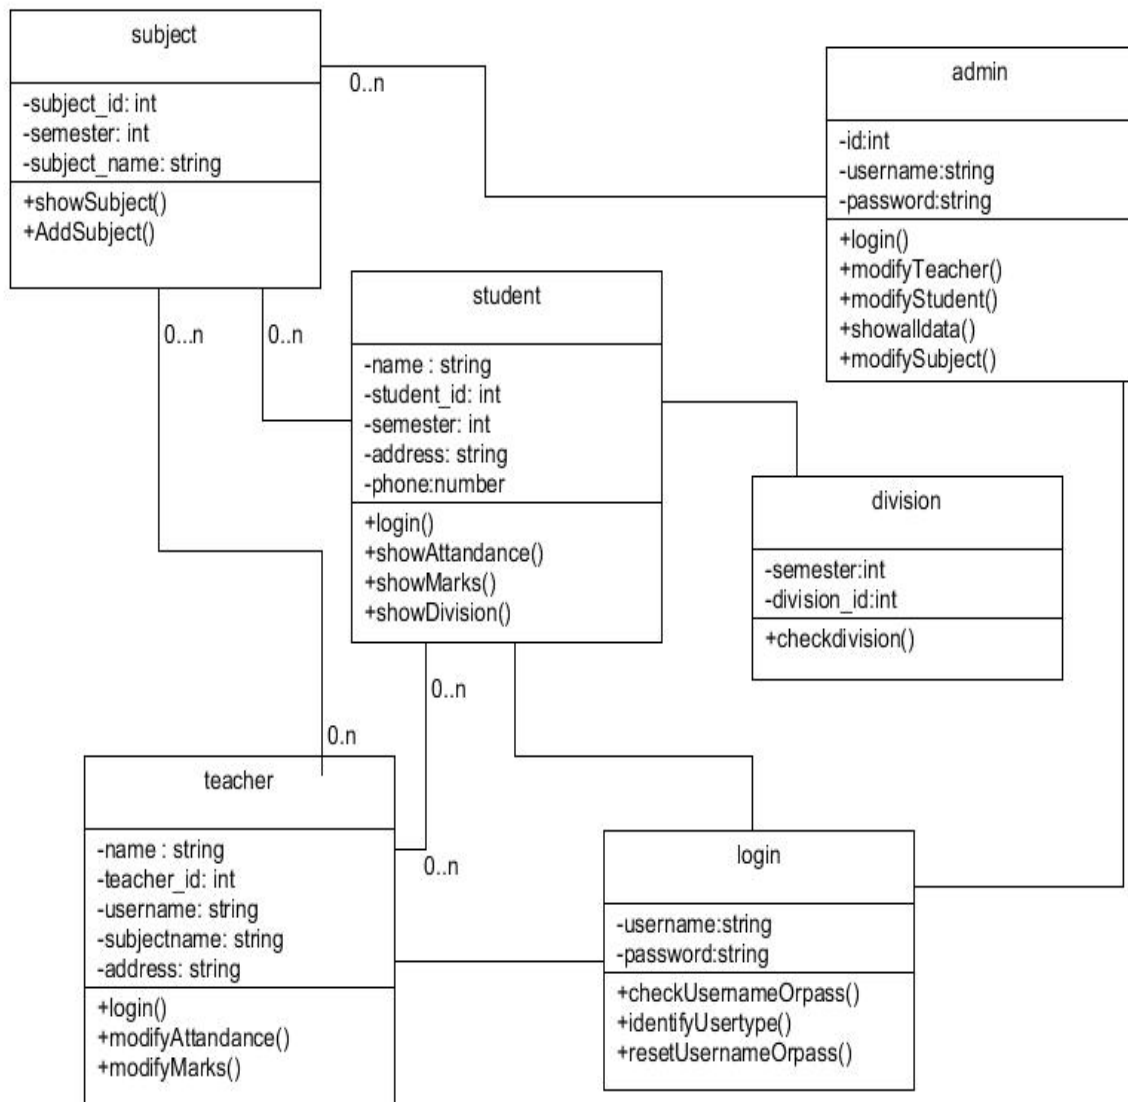 subject
-subject_id: int
-semester: int
-subject_name: string
+showSubject()
+AddSubject()
0..n
admin
-id:int
-username:string
-password:string
+login()
+modifyTeacher()
+modifyStudent()
+showalldata()
+modifySubject()
0...n
0..n
student
-name : string
-student_id: int
-semester: int
-address: string
-phone:number
+login()
+showAttandance()
+showMarks()
+showDivision()
division
-semester:int
-division_id:int
+checkdivision()
0..n
0.n
teacher
-name : string
-teacher_id: int
-username: string
-subjectname: string
-address: string
+login()
+modifyAttandance()
+modifyMarks()
0..n
login
-username:string
-password:string
+checkUsernameOrpass()
+identifyUsertype()
+resetUsernameOrpass()